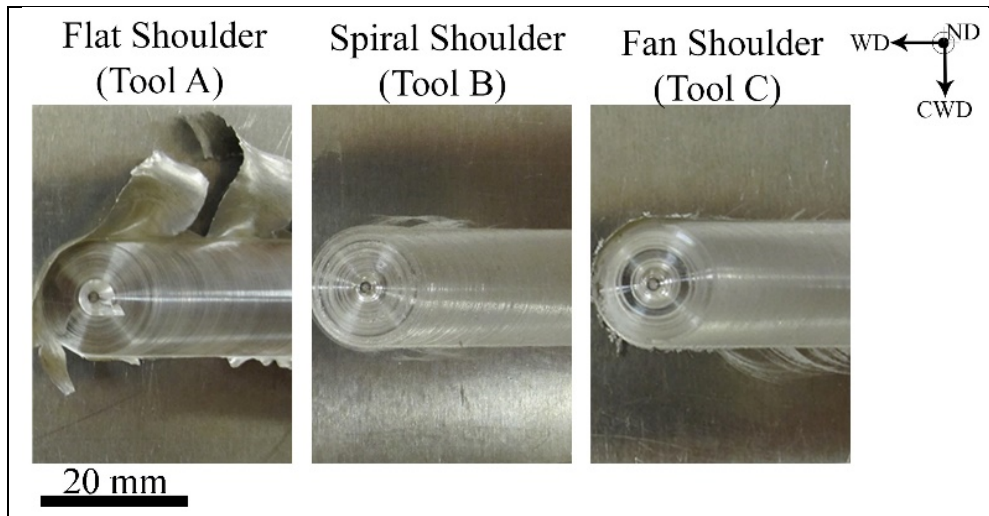 Flat Shoulder
(Tool A)
Spiral Shoulder
(Tool B)
Fan Shoulder
(Tool C)
WD
ND
CWD
20 mm